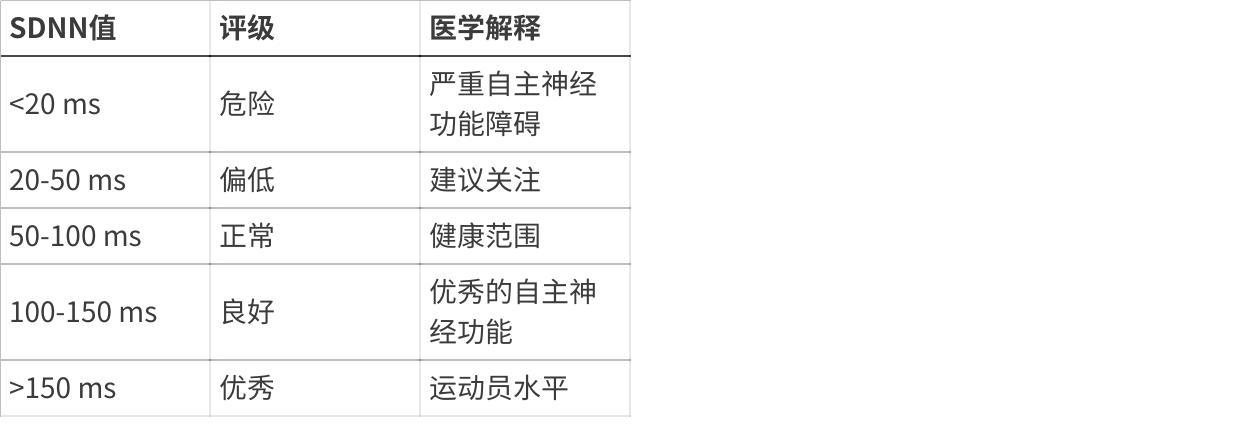 SDNN值 评级 医学解释
<20 ms 危险 严重自主神经
功能障碍
20-50 ms 偏低 建议关注
50-100 ms 正常 健康范围
100-150 ms 良好 优秀的自主神
经功能
>150 ms 优秀 运动员水平